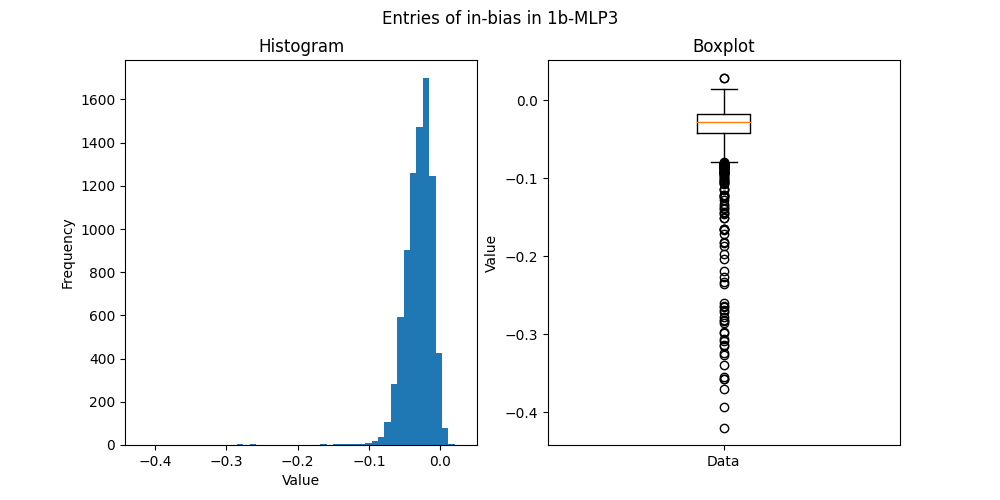 Entries of in-bias in 1b-MLP3
Histogram
Frequency
1600
1400
1200
1000
800
600
400
200
0
−0.4 −0.3 −0.2 −0.1 0.0
Value
Boxplot
Value
0.0
−0.1
−0.2
−0.3
−0.4
Data